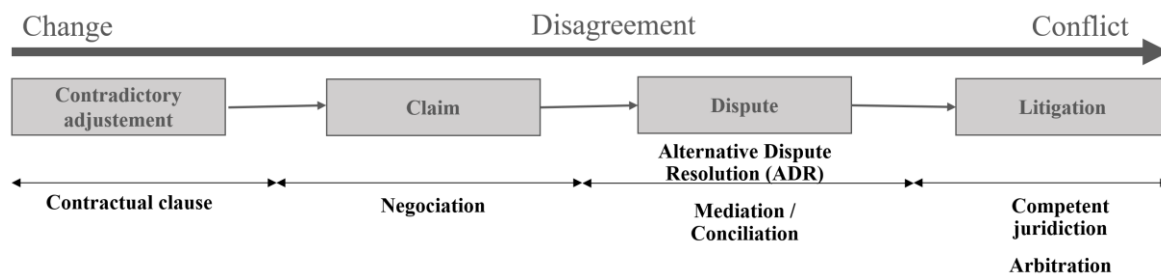 Change
Disagreement
Conflict
Contradictory
adjustement
Claim
Dispute
Litigation
Alternative Dispute
Resolution (ADR)
Contractual clause
Negociation
Mediation /
Conciliation
Competent
juridiction
Arbitration